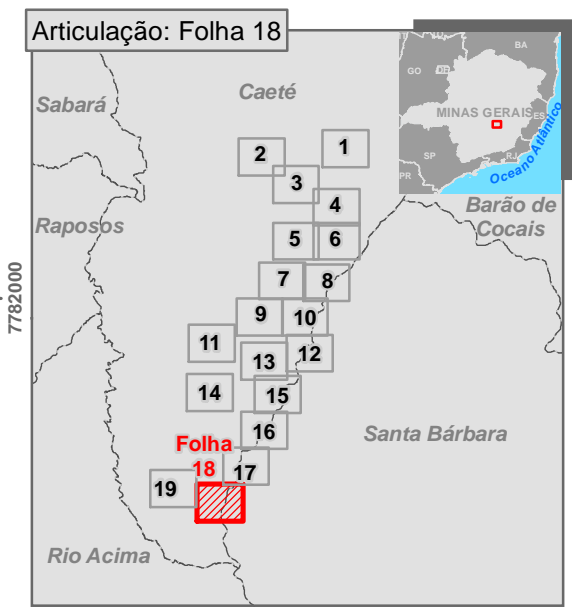 Articulação: Folha 18
BA
GO
DF
MINAS GERAIS
ES
SP
RJ
PR
Oceano Atlântico
Sabará
Caeté
1
2
3
4
Barão de
Cocais
Raposos
5
6
7
8
7782000
9
10
11
12
13
14
15
16
Santa Bárbara
Folha
18
17
19
Rio Acima